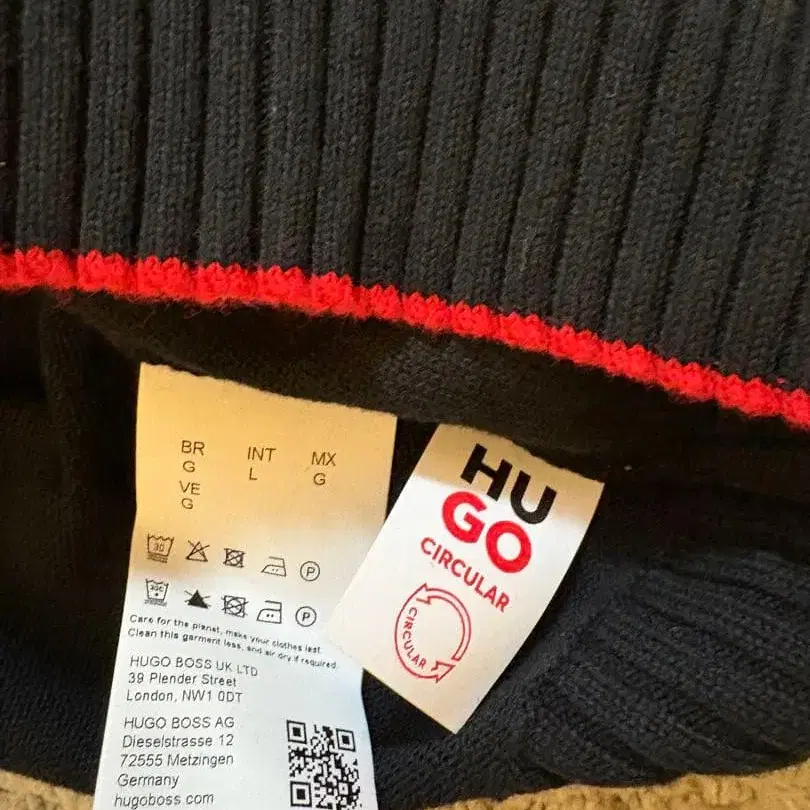 BR INT MX
G L G
VE
G
30
P
30C
P
Care for the planet, make your clothes last.
Clean this garment less, and air dry if required.
HUGO BOSS UK LTD
39 Plender Street
London, NW1 0DT
HUGO BOSS AG
Dieselstrasse 12
72555 Metzingen
Germany
hugoboss.com
HU
GO
CIRCULAR
CIRCULAR